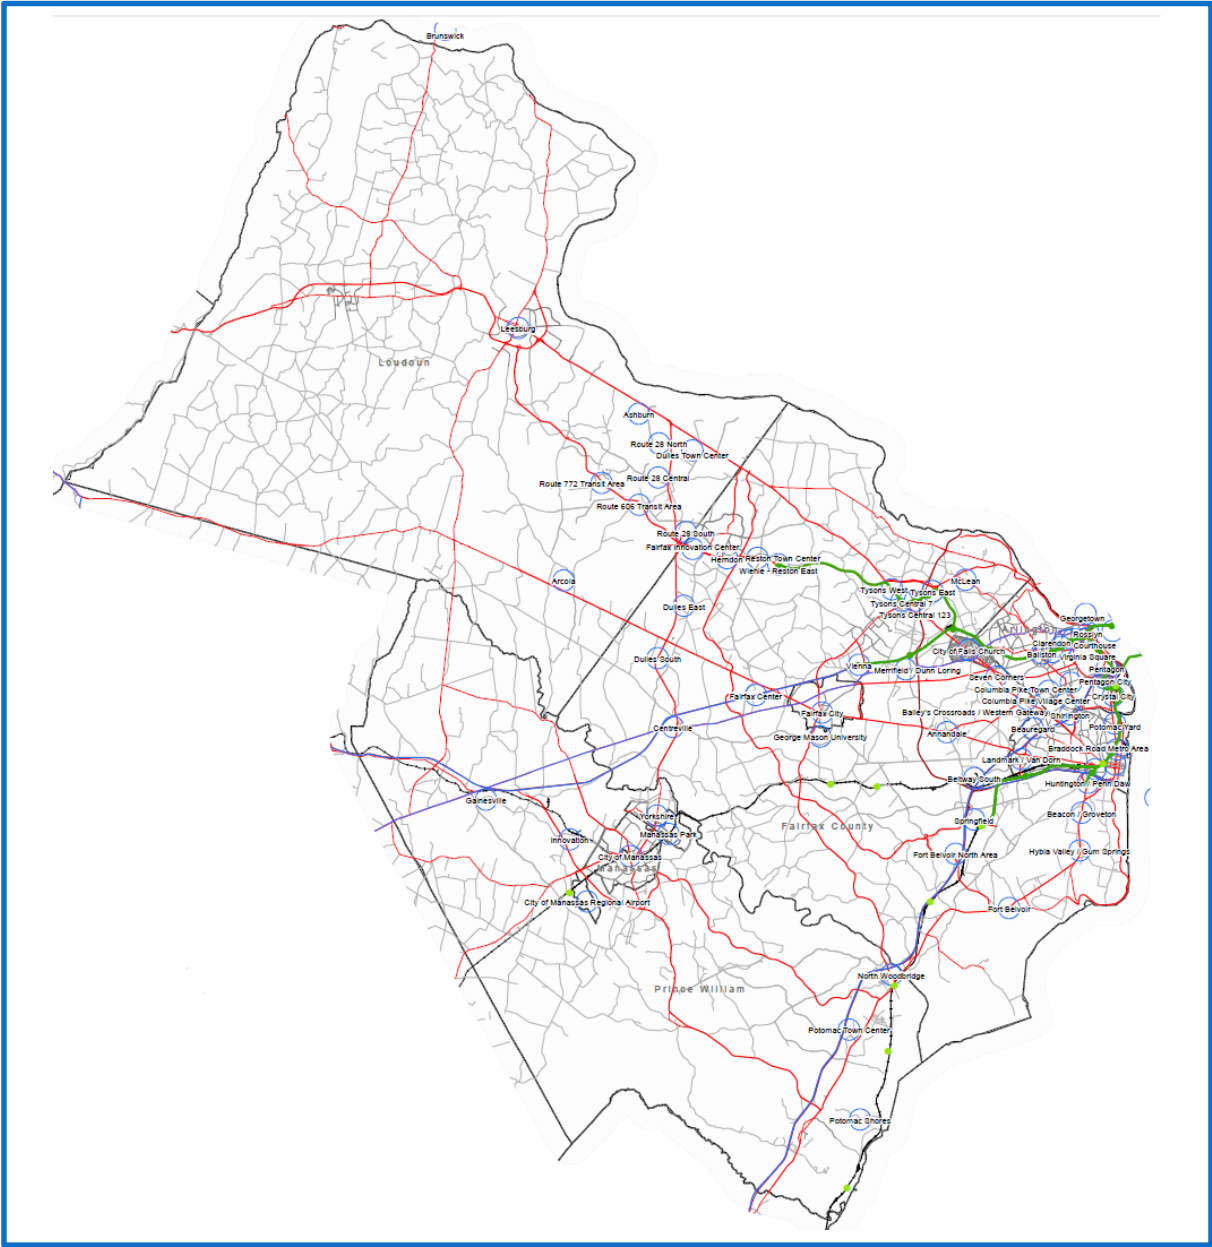 Brunswick
Leesburg
Loudoun
Ashburn
Route 28 North
Dulles Town Center
Route 28 Central
Route 772 Transit Area
Route 606 Transit Area
Route 28 South
Fairfax Innovation Center
Herndon
Reston Town Center
Wiehle - Reston East
Arcola
McLean
Tysons West
Tysons East
Tysons Central 7
Tysons Central 123
Dulles East
Georgetown
Arlington
Rosslyn
Clarendon
Courthouse
City of Falls Church
Ballston
Virginia Square
Dulles South
Vienna
Merrifield / Dunn Loring
Pentagon
Seven Corners
Pentagon City
Columbia Pike Town Center
Fairfax Center
Crystal City
Columbia Pike Village Center
Fairfax City
Bailey's Crossroads / Western Gateway
Shirlington
Centreville
Beauregard
Potomac Yard
Annandale
George Mason University
Braddock Road Metro Area
Landmark / Van Dorn
Beltway South
Huntington / Penn Daw
Gainesville
Beacon / Groveton
Yorkshire
Springfield
Fairfax County
Manassas Park
Innovation
Hybla Valley / Gum Springs
Fort Belvoir North Area
City of Manassas
Manassas
City of Manassas Regional Airport
Fort Belvoir
North Woodbridge
Prince William
Potomac Town Center
Potomac Shores